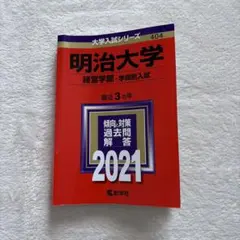 大学入試シリーズ
404
明治大学
経営学部−学部別入試
最近3カ年
傾向と対策
過去問
解答
2021
教学社